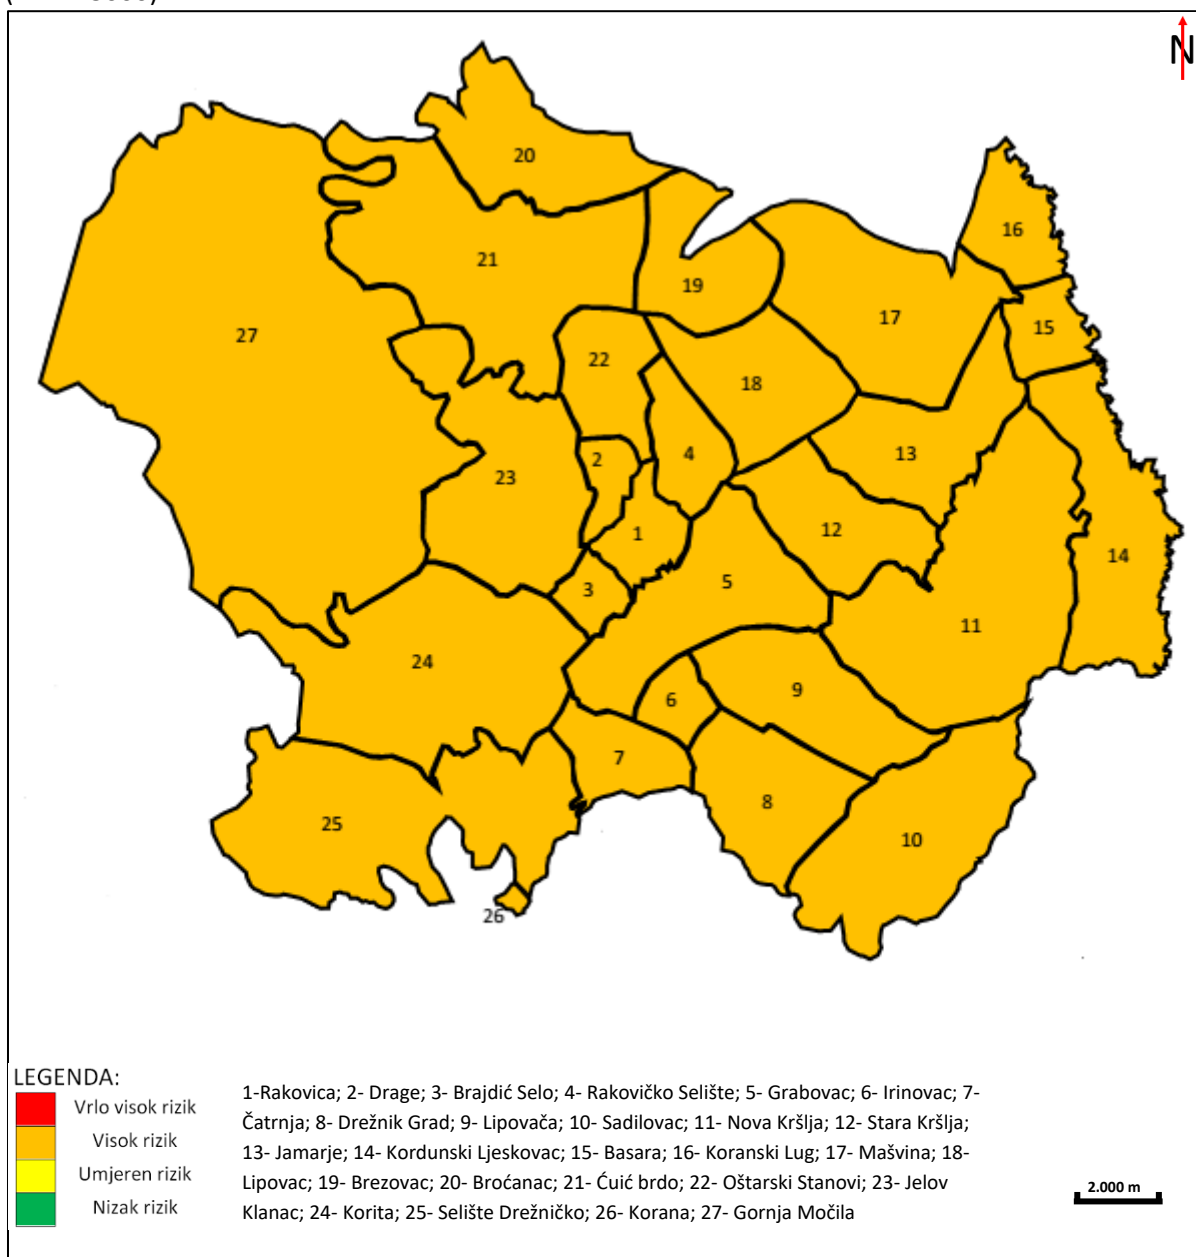 N
20
16
21
19
17
15
27
22
18
13
4
2
23
12
1
14
5
3
11
24
9
6
7
8
25
10
26
LEGENDA:
Vrlo visok rizik
Visok rizik
Umjeren rizik
Nizak rizik
1-Rakovica; 2- Drage; 3- Brajdić Selo; 4- Rakovičko Selište; 5- Grabovac; 6- Irinovac; 7-
Čatrnja; 8- Drežnik Grad; 9- Lipovača; 10- Sadilovac; 11- Nova Kršlja; 12- Stara Kršlja;
13- Jamarje; 14- Kordunski Ljeskovac; 15- Basara; 16- Koranski Lug; 17- Mašvina; 18-
Lipovac; 19- Brezovac; 20- Broćanac; 21- Ćuić brdo; 22- Oštarski Stanovi; 23- Jelov
Klanac; 24- Korita; 25- Selište Drežničko; 26- Korana; 27- Gornja Močila
2.000 m